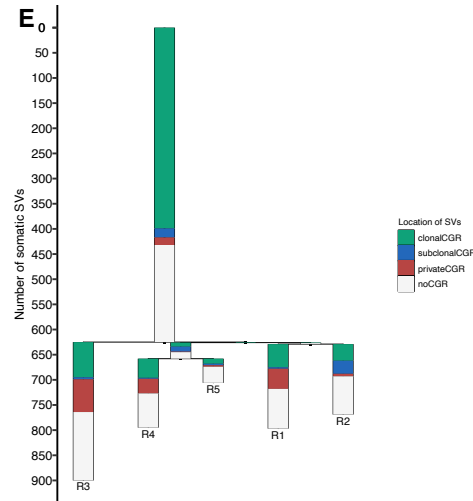 E
0
50
100
150
200
250
300
350
400
450
500
550
600
650
700
750
800
850
900
Number of somatic SVs
Location of SVs
clonalCGR
subclonalCGR
privateCGR
noCGR
R5
R2
R4
R1
R3